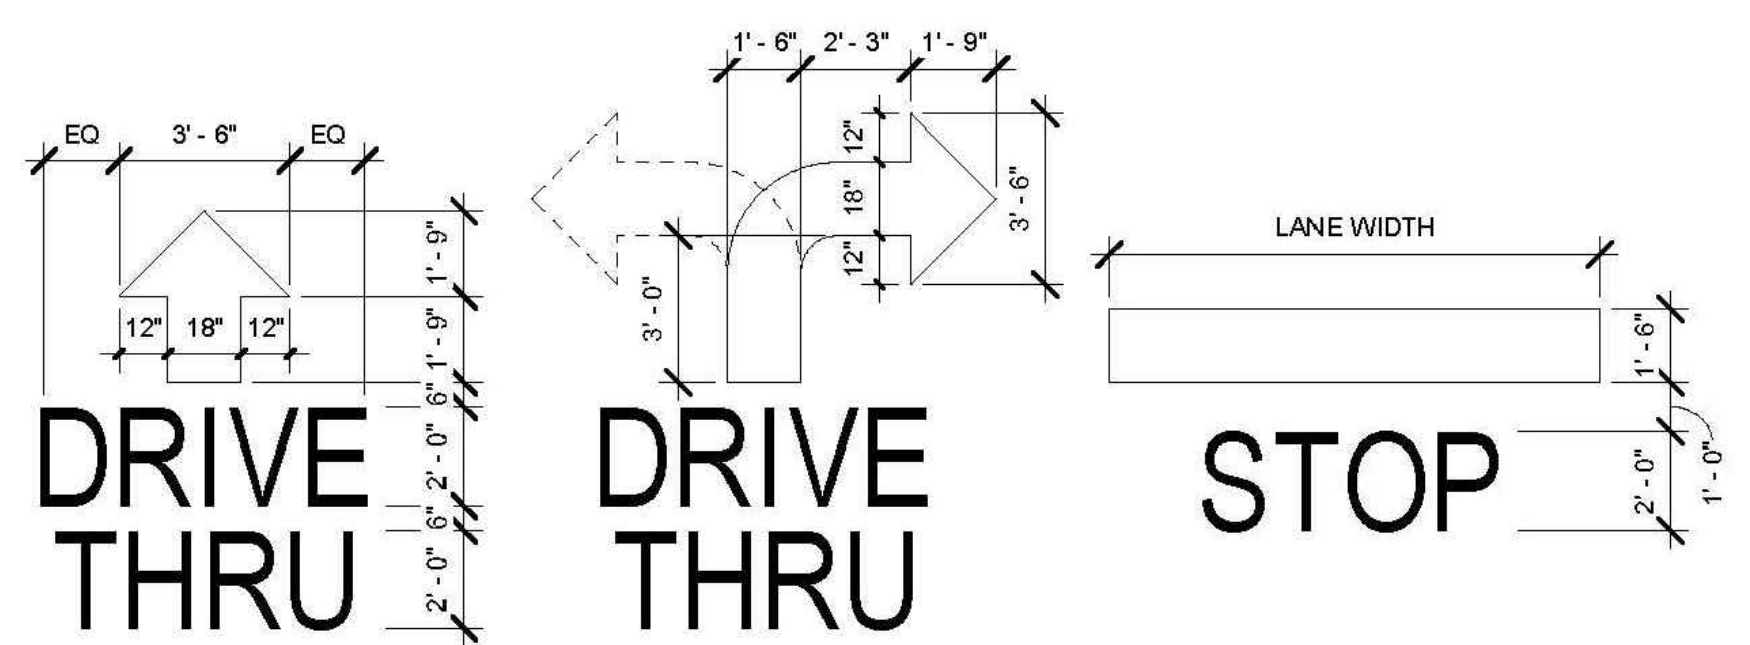 EQ 3' - 6" EQ
1' - 9"
12" 18" 12"
1' - 9"
6"
DRIVE
2' - 0"
6"
THRU
2' - 0"
1' - 6" 2' - 3" 1' - 9"
12"
18"
12"
3' - 6"
3' - 0"
DRIVE
THRU
LANE WIDTH
1' - 6"
STOP
2' - 0"
1' - 0"